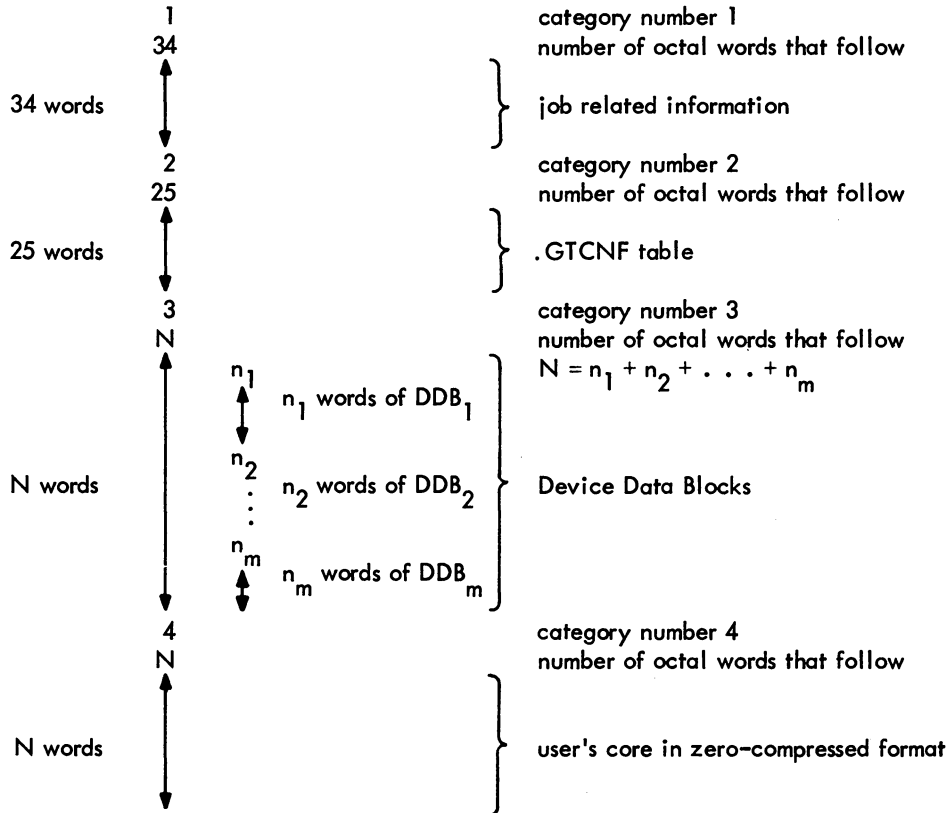 1 category number 1
34 number of octal words that follow
34 words } job related information
2 category number 2
25 number of octal words that follow
25 words } .GTCNF table
3 category number 3
N number of octal words that follow
n1 N = n1 + n2 + . . . + nm
n1 words of DDB1
n2
N words . . . n2 words of DDB2 } Device Data Blocks
nm
nm words of DDBm
4 category number 4
N number of octal words that follow
N words } user's core in zero-compressed format